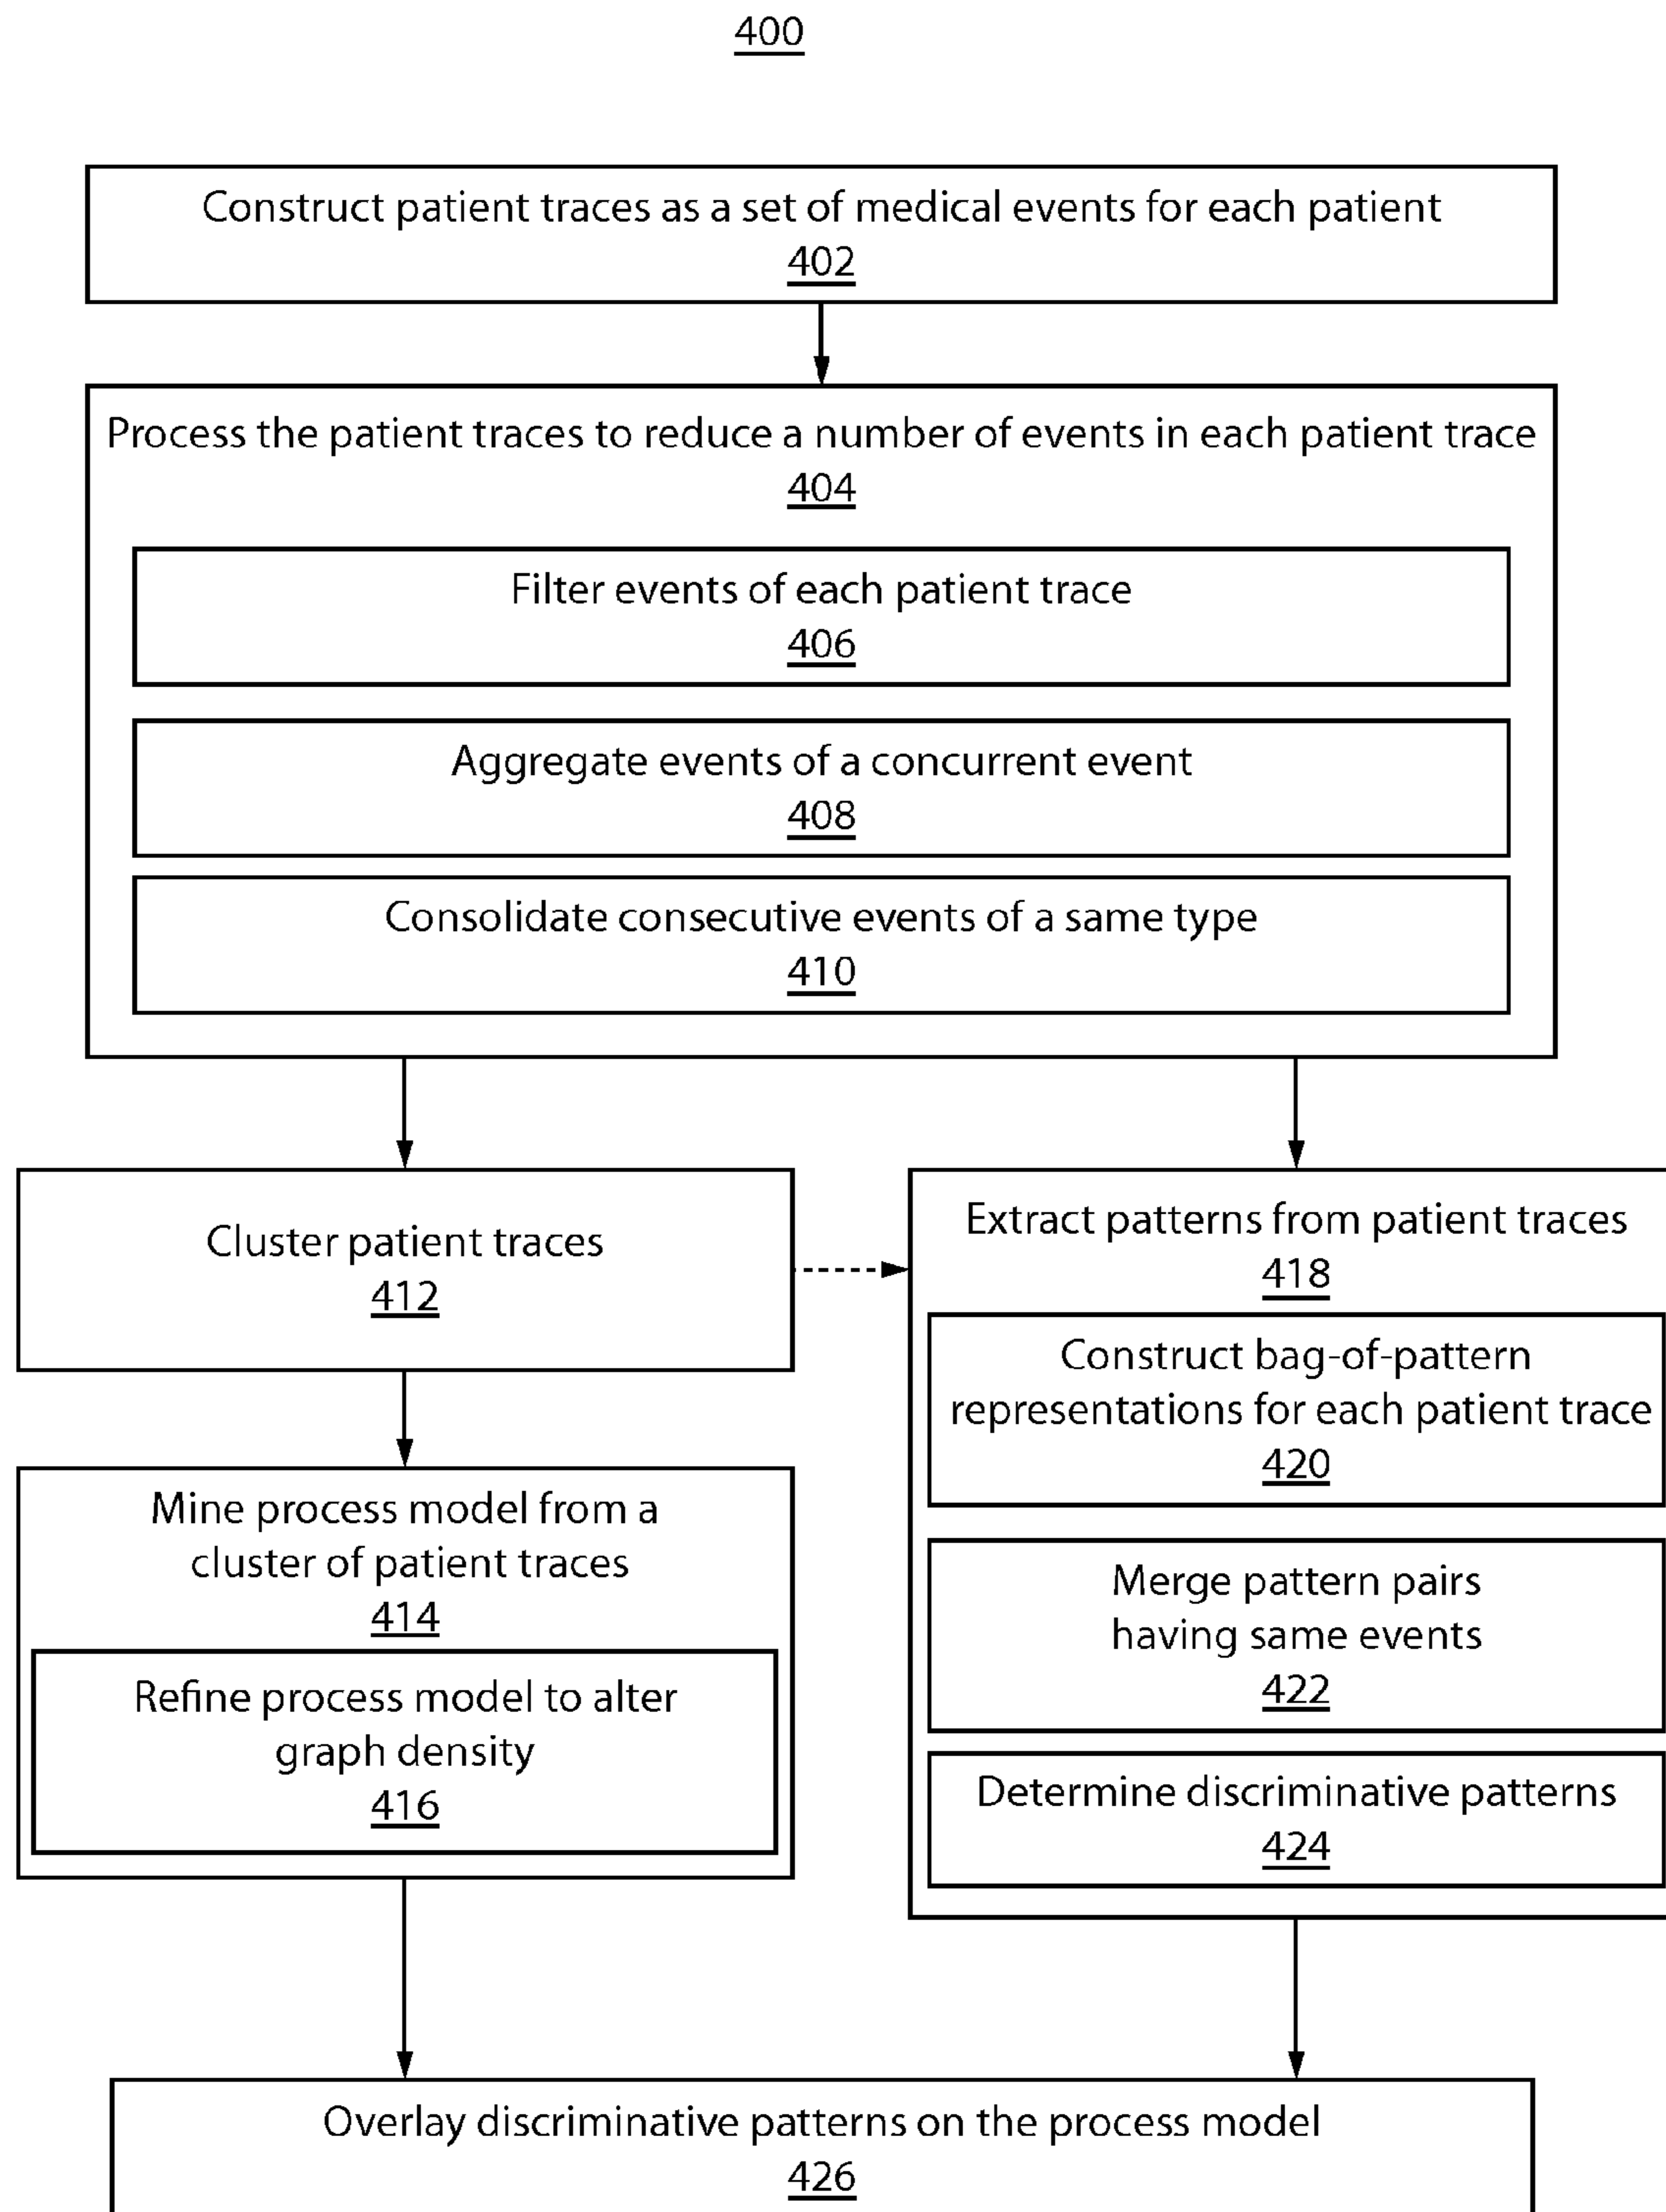 400
Construct patient traces as a set of medical events for each patient
402
Process the patient traces to reduce a number of events in each patient trace
404
Filter events of each patient trace
406
Aggregate events of a concurrent event
408
Consolidate consecutive events of a same type
410
Cluster patient traces
412
Mine process model from a
cluster of patient traces
414
Refine process model to alter
graph density
416
Extract patterns from patient traces
418
Construct bag-of-pattern
representations for each patient trace
420
Merge pattern pairs
having same events
422
Determine discriminative patterns
424
Overlay discriminative patterns on the process model
426